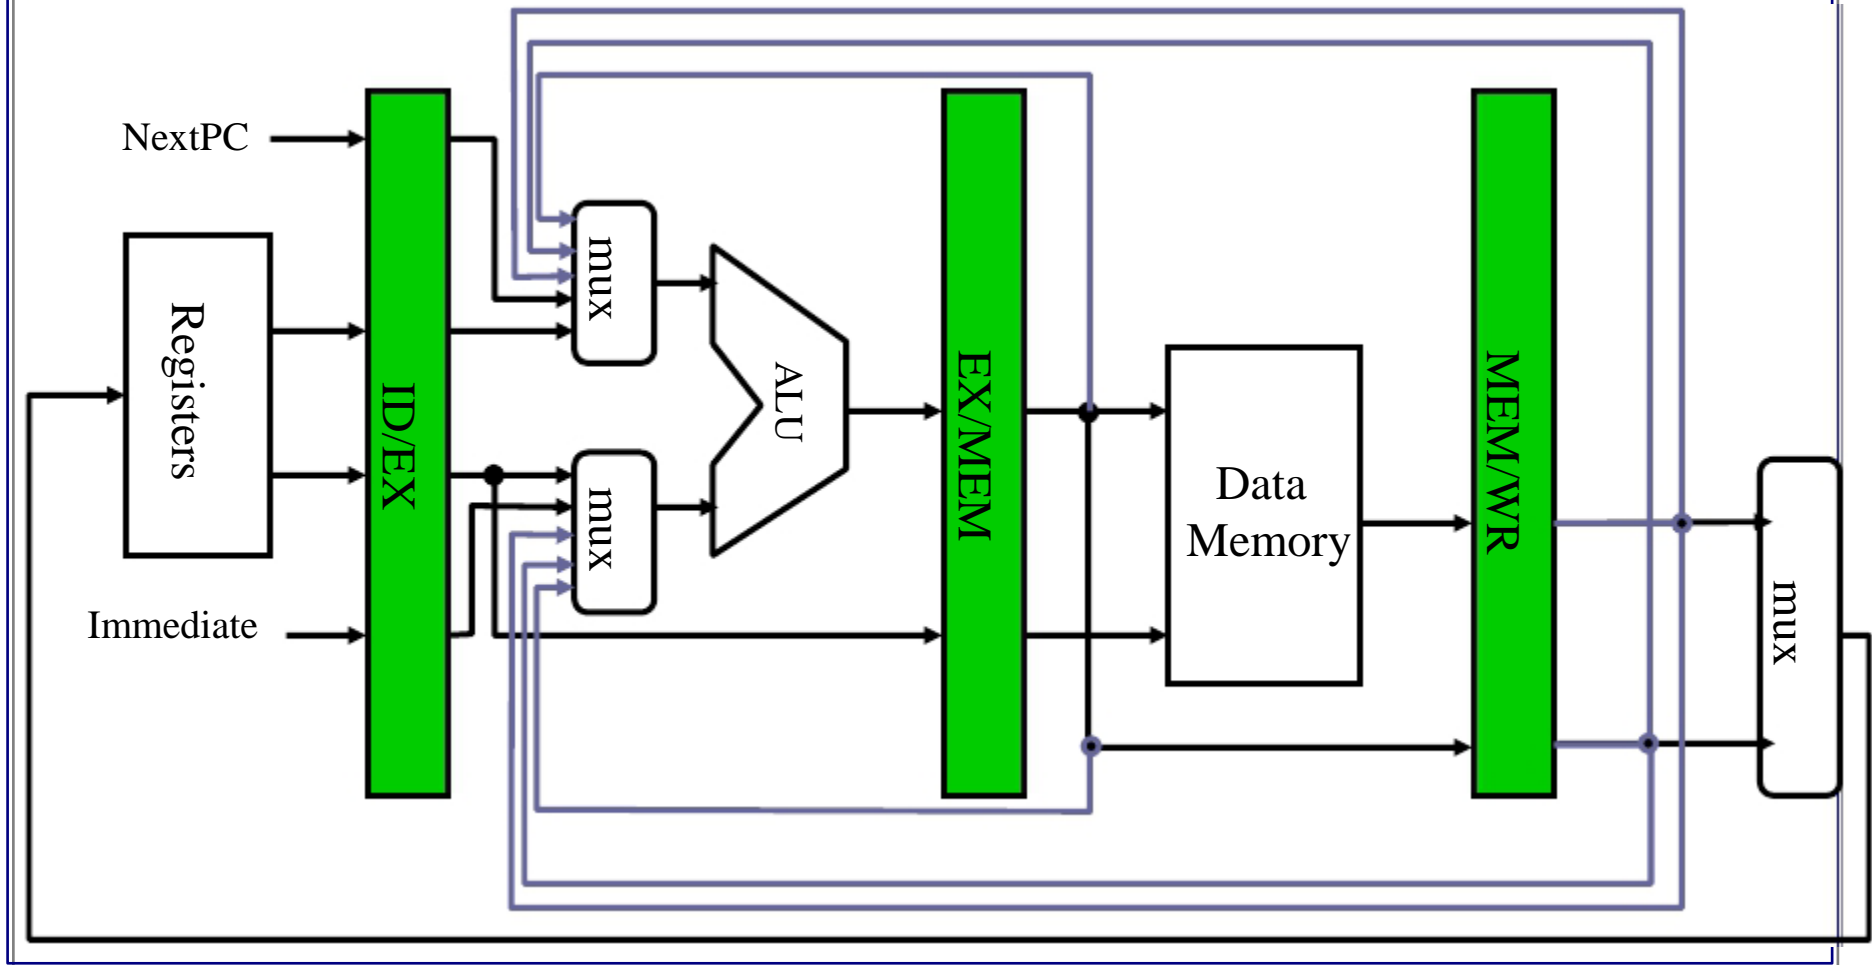 NextPC
Registers
Immediate
ID/EX
mux
mux
ALU
EX/MEM
Data
Memory
MEM/WR
mux